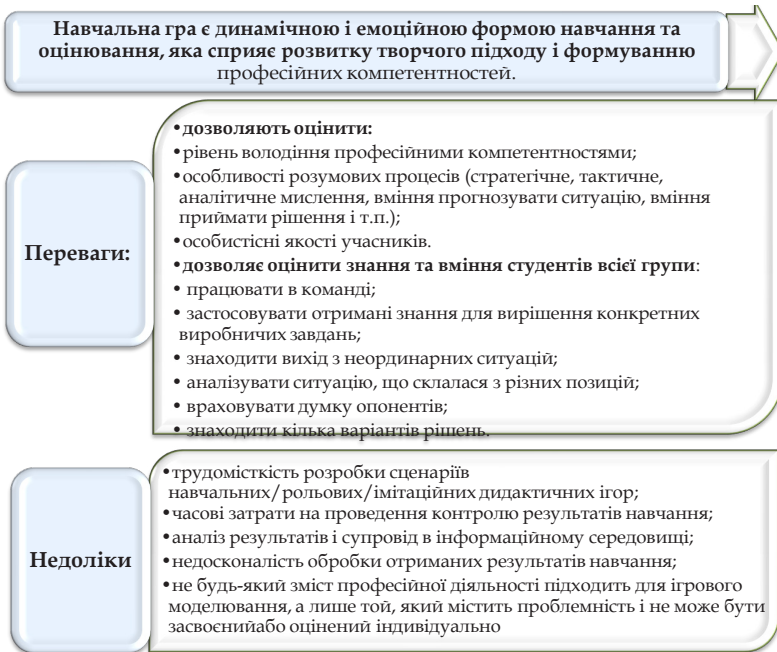 Навчальна гра є динамічною і емоційною формою навчання та
оцінювання, яка сприяє розвитку творчого підходу і формуванню
професійних компетентностей.
Переваги:
•дозволяють оцінити:
•рівень володіння професійними компетентностями;
•особливості розумових процесів (стратегічне, тактичне,
аналітичне мислення, вміння прогнозувати ситуацію, вміння
приймати рішення і т.п.);
•особистісні якості учасників.
•дозволяє оцінити знання та вміння студентів всієї групи:
• працювати в команді;
• застосовувати отримані знання для вирішення конкретних
виробничих завдань;
• знаходити вихід з неординарних ситуацій;
• аналізувати ситуацію, що склалася з різних позицій;
• враховувати думку опонентів;
• знаходити кілька варіантів рішень.
Недоліки
•трудомісткість розробки сценаріїв
навчальних/рольових/імітаційних дидактичних ігор;
•часові затрати на проведення контролю результатів навчання;
•аналіз результатів і супровід в інформаційному середовищі;
•недосконалість обробки отриманих результатів навчання;
•не будь-який зміст професійної діяльності підходить для ігрового
моделювання, а лише той, який містить проблемність і не може бути
засвоєнийабо оцінений індивідуально